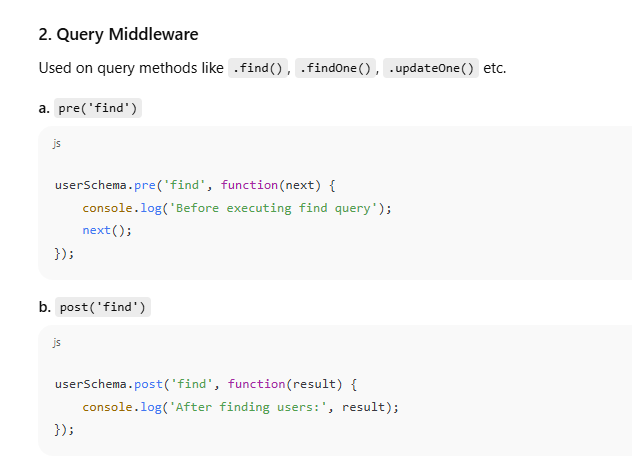 2. Query Middleware
Used on query methods like .find(), .findOne(), .updateOne() etc.
a. pre('find')
js
userSchema.pre('find', function(next) {
    console.log('Before executing find query');
    next();
});
b. post('find')
js
userSchema.post('find', function(result) {
    console.log('After finding users:', result);
});